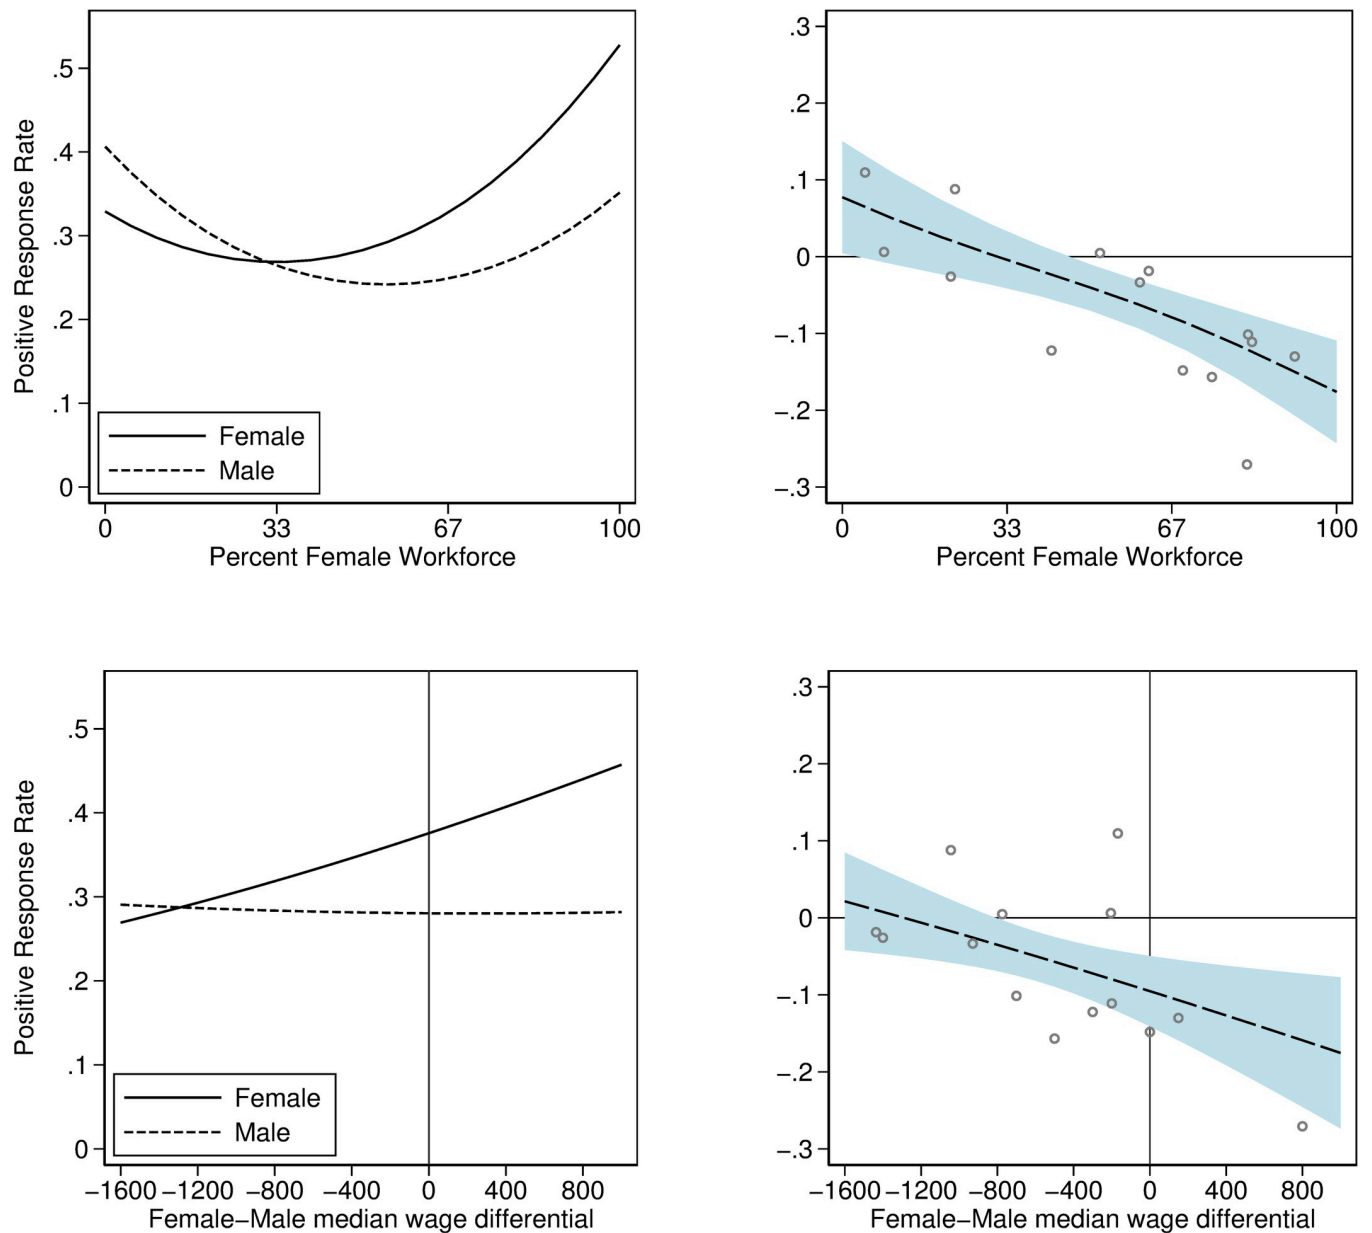 Positive Response Rate
.5
.4
.3
.2
.1
0
Female
Male
0 33 67 100
Percent Female Workforce
.3
.2
.1
0
−.1
−.2
−.3
0 33 67 100
Percent Female Workforce
Positive Response Rate
.5
.4
.3
.2
.1
0
Female
Male
−1600 −1200 −800 −400 0 400 800
Female−Male median wage differential
.3
.2
.1
0
−.1
−.2
−.3
−1600 −1200 −800 −400 0 400 800
Female−Male median wage differential